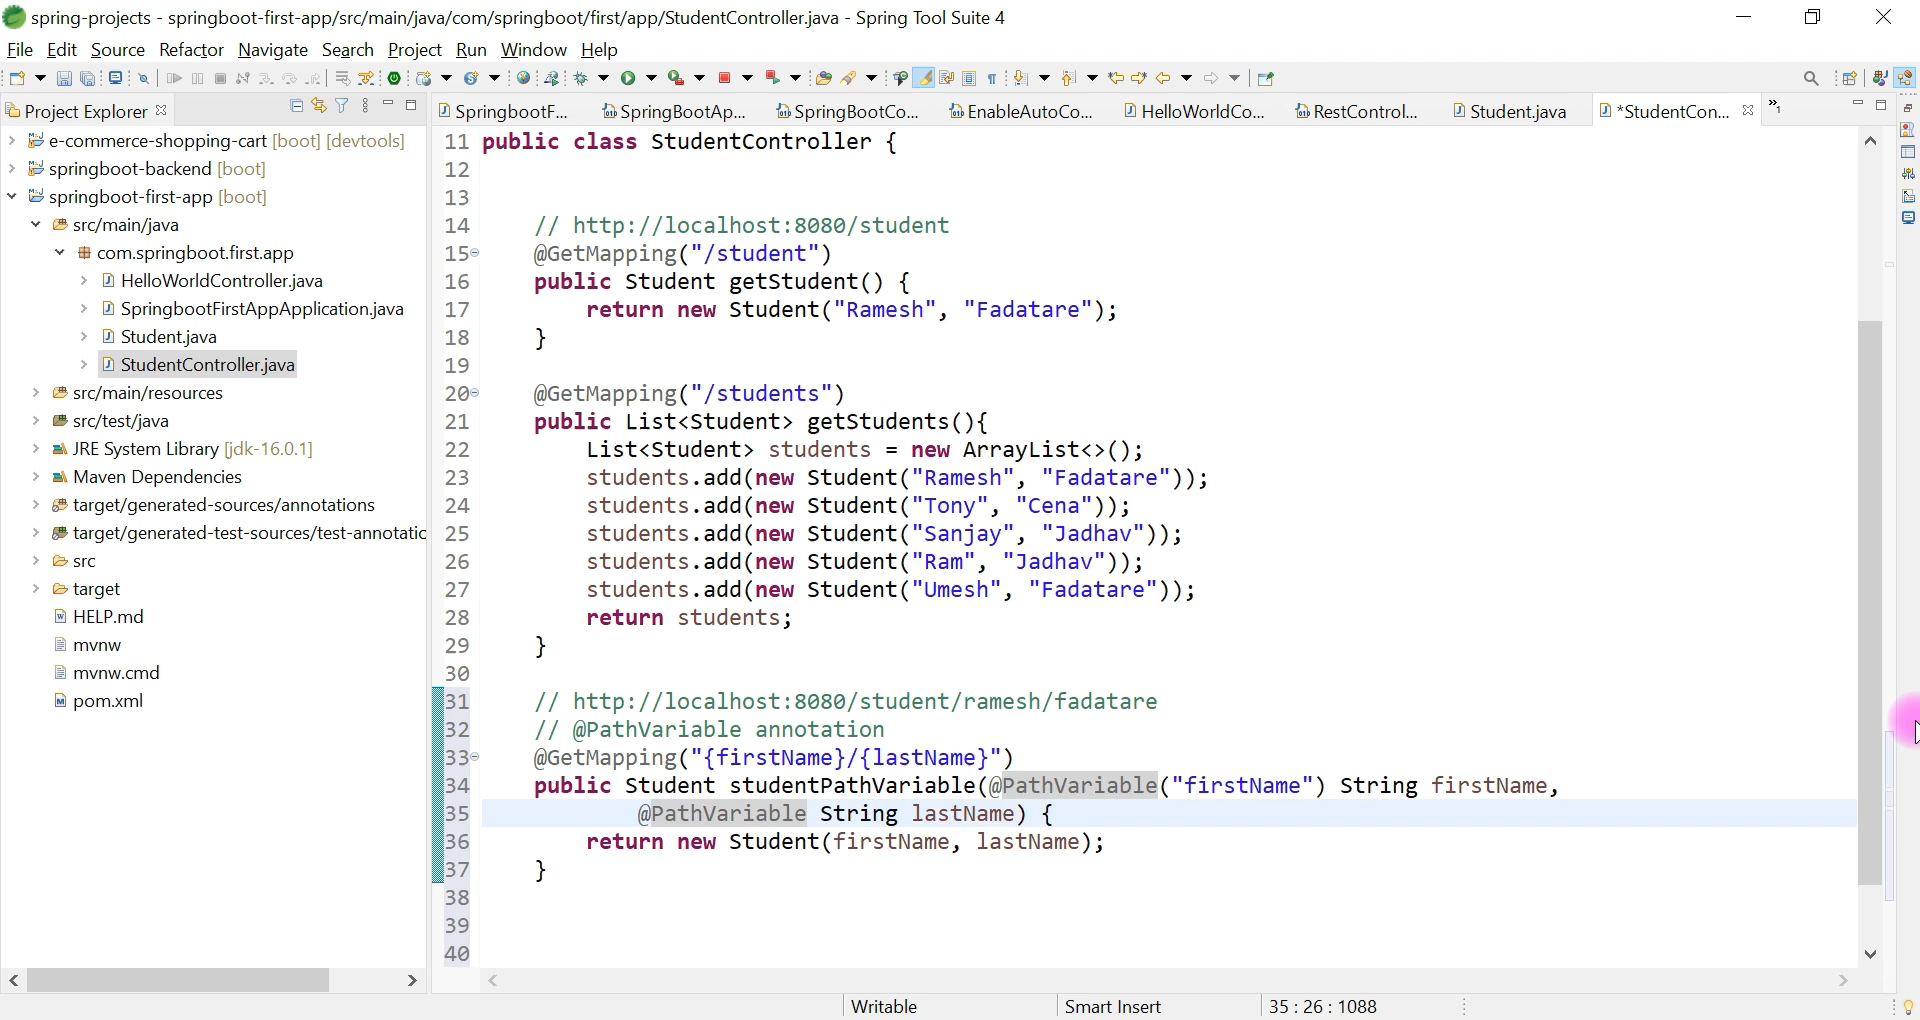 spring-projects - springboot-first-app/src/main/java/com/springboot/first/app/StudentController.java - Spring Tool Suite 4
File Edit Source Refactor Navigate Search Project Run Window Help
Project Explorer
SpringbootF... SpringBootAp... SpringBootCo... EnableAutoCo... HelloWorldCo... RestControl... Student.java *StudentCon... »1
e-commerce-shopping-cart [boot] [devtools]
springboot-backend [boot]
springboot-first-app [boot]
src/main/java
com.springboot.first.app
HelloWorldController.java
SpringbootFirstAppApplication.java
Student.java
StudentController.java
src/main/resources
src/test/java
JRE System Library [jdk-16.0.1]
Maven Dependencies
target/generated-sources/annotations
target/generated-test-sources/test-annotatic
src
target
HELP.md
mvnw
mvnw.cmd
pom.xml
11 public class StudentController {
12
13
14 // http://localhost:8080/student
15 @GetMapping("/student")
16 public Student getStudent() {
17 return new Student("Ramesh", "Fadatare");
18 }
19
20 @GetMapping("/students")
21 public List<Student> getStudents(){
22 List<Student> students = new ArrayList<>();
23 students.add(new Student("Ramesh", "Fadatare"));
24 students.add(new Student("Tony", "Cena"));
25 students.add(new Student("Sanjay", "Jadhav"));
26 students.add(new Student("Ram", "Jadhav"));
27 students.add(new Student("Umesh", "Fadatare"));
28 return students;
29 }
30
31 // http://localhost:8080/student/ramesh/fadatare
32 // @PathVariable annotation
33 @GetMapping("{firstName}/{lastName}")
34 public Student studentPathVariable(@PathVariable("firstName") String firstName,
35 @PathVariable String lastName) {
36 return new Student(firstName, lastName);
37 }
38
39
40
Writable Smart Insert 35 : 26 : 1088